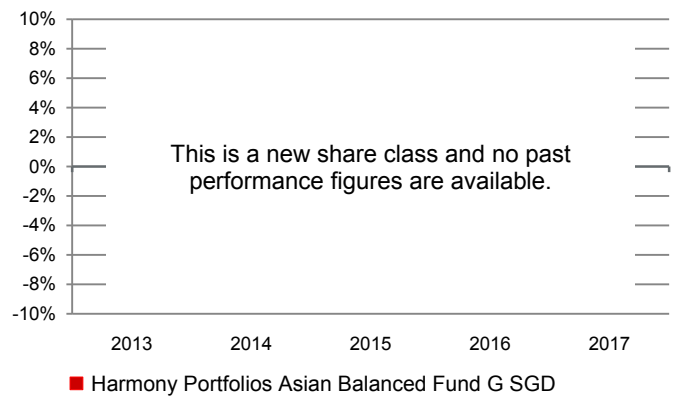 10%
8%
6%
4%
2%
0%
-2%
-4%
-6%
-8%
-10%
This is a new share class and no past
performance figures are available.
2013 2014 2015 2016 2017
Harmony Portfolios Asian Balanced Fund G SGD